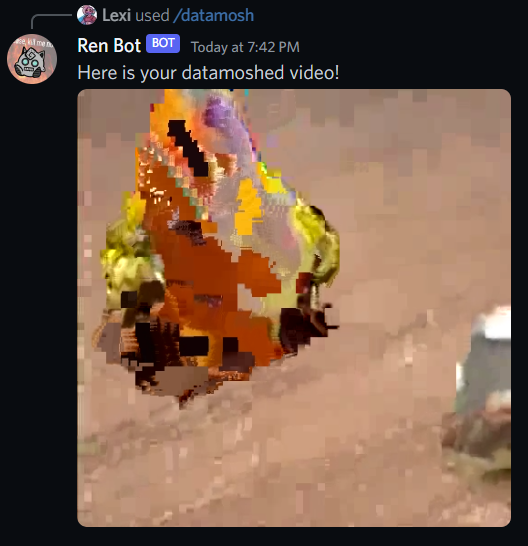 Lexi used /datamosh
Ren Bot BOT Today at 7:42 PM
Here is your datamoshed video!